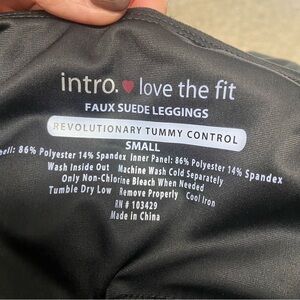 intro. ♥ love the fit
FAUX SUEDE LEGGINGS
REVOLUTIONARY TUMMY CONTROL
SMALL
86% Polyester 14% Spandex Inner Panel: 86% Polyester 14% Spandex
Wash Inside Out Machine Wash Cold Separately
Only Non-Chlorine Bleach When Needed
Tumble Dry Low Remove Properly Cool Iron
RN# 103429
Made in China